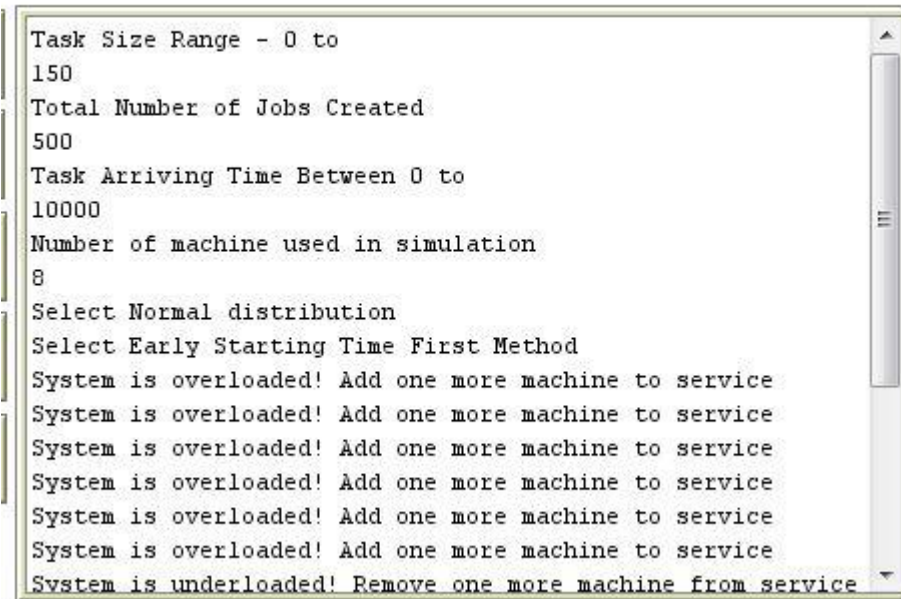 Task Size Range - 0 to
150
Total Number of Jobs Created
500
Task Arriving Time Between 0 to
10000
Number of machine used in simulation
8
Select Normal distribution
Select Early Starting Time First Method
System is overloaded! Add one more machine to service
System is overloaded! Add one more machine to service
System is overloaded! Add one more machine to service
System is overloaded! Add one more machine to service
System is overloaded! Add one more machine to service
System is overloaded! Add one more machine to service
System is underloaded! Remove one more machine from service